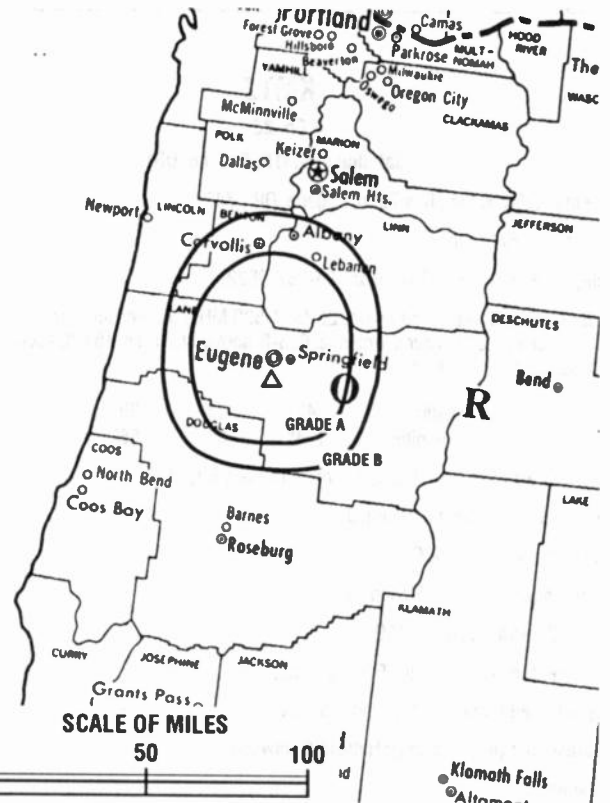 Portland
Camas
Forest Grove
Hillsboro
Parkrose
MULT-
NOMAH
HOOD
RIVER
Beaverton
Milwaukie
The
YAMHILL
Oswego
Oregon City
WASC
McMinnville
CLACKAMAS
POLK
MARION
Keizer
Dallas
Salem
Salem Hts.
Newport
LINCOLN
BENTON
LINN
JEFFERSON
Albany
Corvallis
Lebanon
LANE
DESCHUTES
Eugene
Springfield
Bend
R
DOUGLAS
GRADE A
GRADE B
COOS
North Bend
Coos Bay
LAKE
Barnes
Roseburg
KLAMATH
CURRY
JOSEPHINE
JACKSON
Grants Pass
SCALE OF MILES
50
100
Klamath Falls